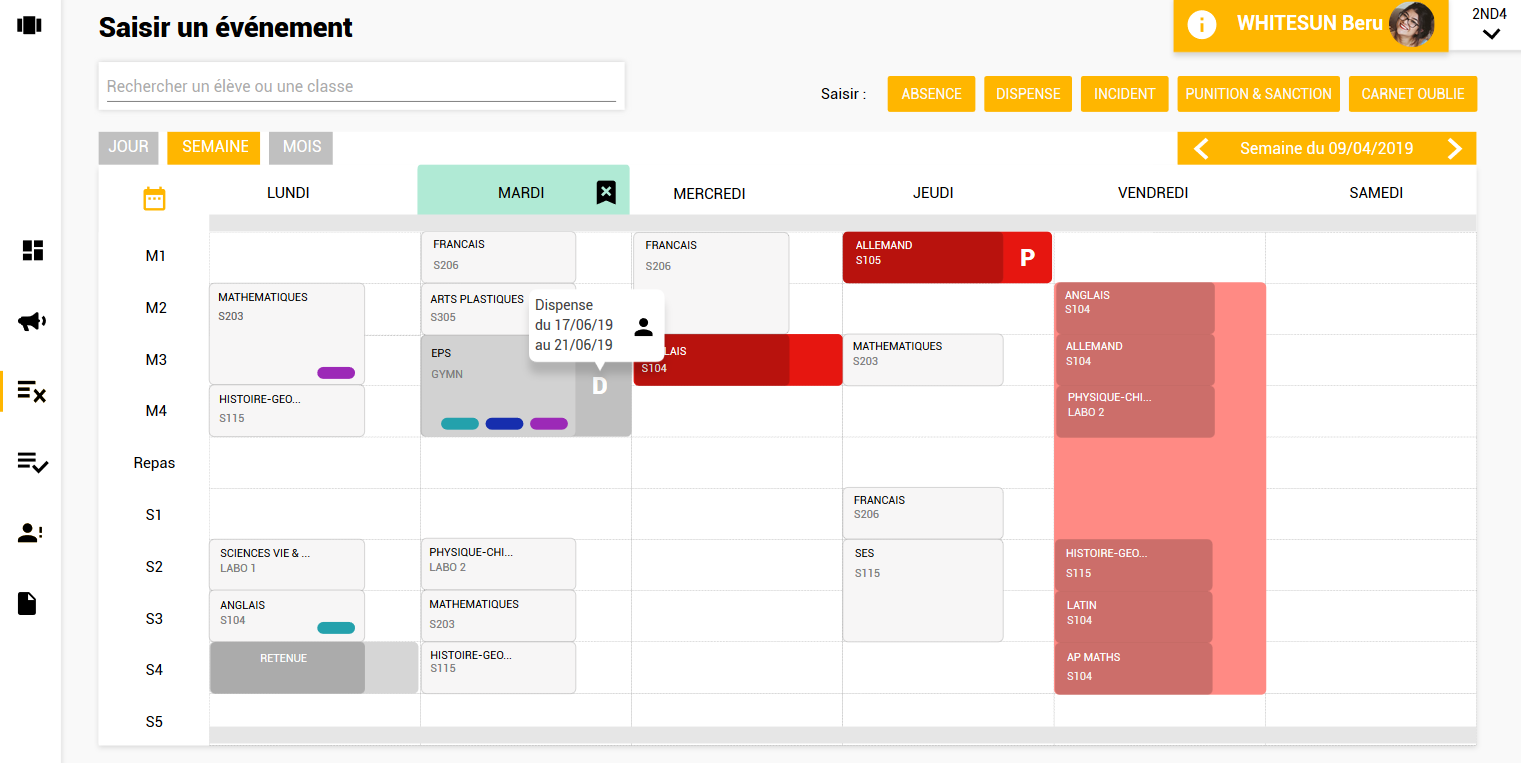 Saisir un événement
WHITESUN Beru
2ND4
Rechercher un élève ou une classe
Saisir :
ABSENCE
DISPENSE
INCIDENT
PUNITION & SANCTION
CARNET OUBLIE
JOUR
SEMAINE
MOIS
Semaine du 09/04/2019
LUNDI
MARDI
MERCREDI
JEUDI
VENDREDI
SAMEDI
M1
FRANCAIS
S206
FRANCAIS
S206
ALLEMAND
S105
P
M2
MATHEMATIQUES
S203
ARTS PLASTIQUES
S305
Dispense
du 17/06/19
au 21/06/19
ANGLAIS
S104
M3
EPS
GYMN
D
LAIS
S104
MATHEMATIQUES
S203
ALLEMAND
S104
M4
HISTOIRE-GEO...
S115
PHYSIQUE-CHI...
LABO 2
Repas
S1
FRANCAIS
S206
S2
SCIENCES VIE & ...
LABO 1
PHYSIQUE-CHI...
LABO 2
SES
S115
HISTOIRE-GEO...
S115
S3
ANGLAIS
S104
MATHEMATIQUES
S203
LATIN
S104
S4
RETENUE
HISTOIRE-GEO...
S115
AP MATHS
S104
S5